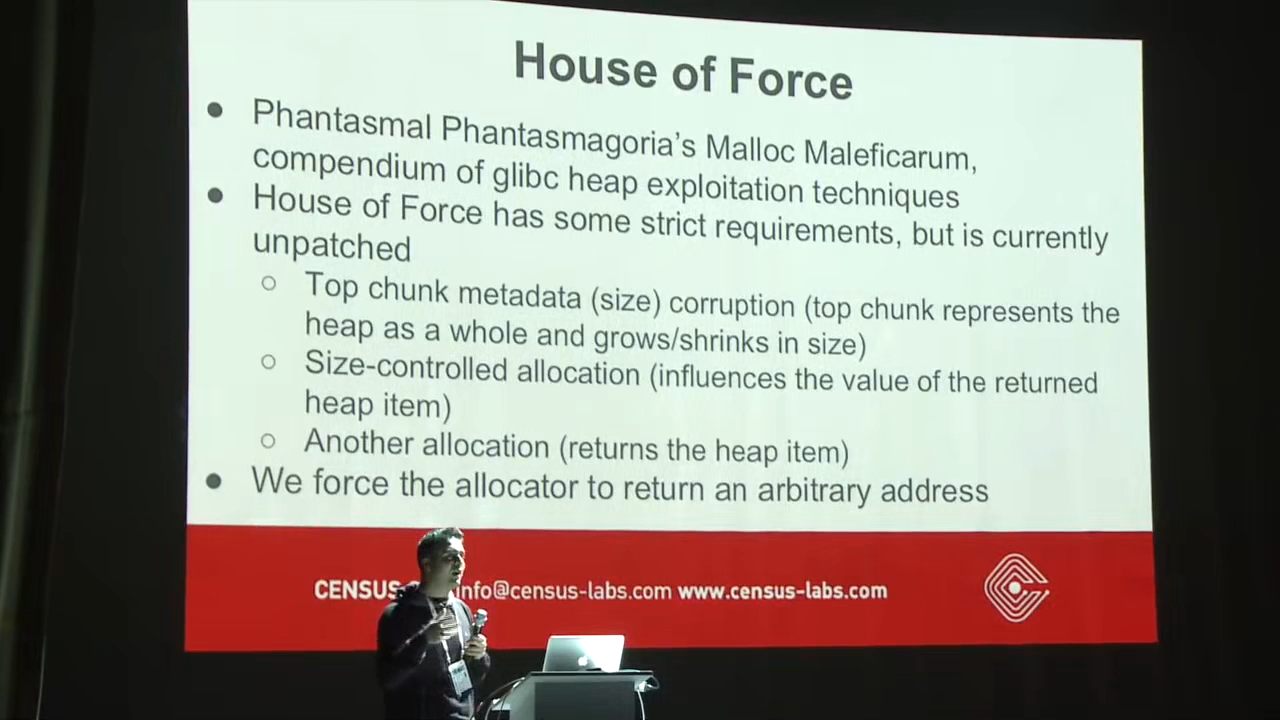 House of Force
● Phantasmal Phantasmagoria's Malloc Maleficarum,
compendium of glibc heap exploitation techniques
● House of Force has some strict requirements, but is currently
unpatched
○ Top chunk metadata (size) corruption (top chunk represents the
heap as a whole and grows/shrinks in size)
○ Size-controlled allocation (influences the value of the returned
heap item)
○ Another allocation (returns the heap item)
● We force the allocator to return an arbitrary address
CENSUS info@census-labs.com www.census-labs.com